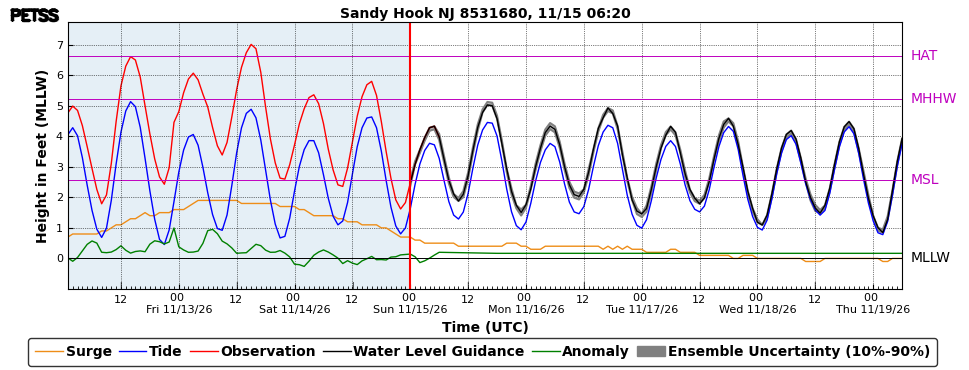 PETSS
Sandy Hook NJ 8531680, 11/15 06:20
Height in Feet (MLLW)
7
6
5
4
3
2
1
0
HAT
MHHW
MSL
MLLW
12 00 12 00 12 00 12 00 12 00 12 00 12 00
Fri 11/13/26 Sat 11/14/26 Sun 11/15/26 Mon 11/16/26 Tue 11/17/26 Wed 11/18/26 Thu 11/19/26
Time (UTC)
Surge Tide Observation Water Level Guidance Anomaly Ensemble Uncertainty (10%-90%)